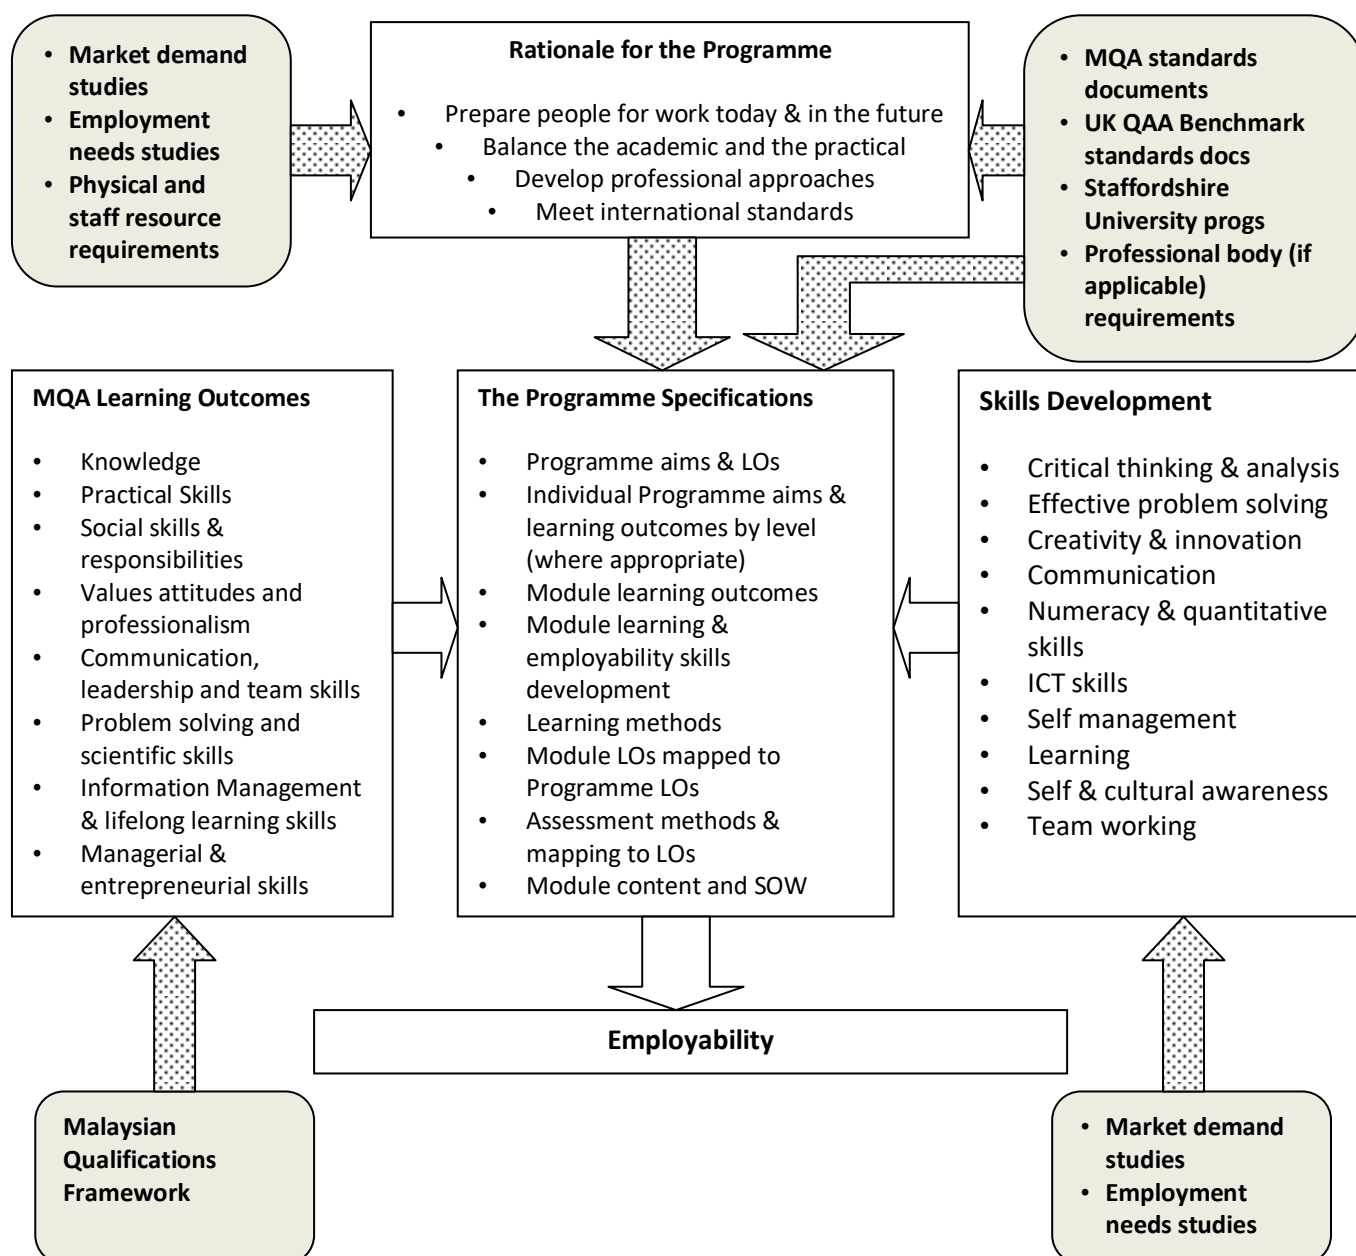 • Market demand
studies
• Employment
needs studies
• Physical and
staff resource
requirements
Rationale for the Programme
• Prepare people for work today & in the future
• Balance the academic and the practical
• Develop professional approaches
• Meet international standards
• MQA standards
documents
• UK QAA Benchmark
standards docs
• Staffordshire
University progs
• Professional body (if
applicable)
requirements
MQA Learning Outcomes
• Knowledge
• Practical Skills
• Social skills &
responsibilities
• Values attitudes and
professionalism
• Communication,
leadership and team skills
• Problem solving and
scientific skills
• Information Management
& lifelong learning skills
• Managerial &
entrepreneurial skills
The Programme Specifications
• Programme aims & LOs
• Individual Programme aims &
learning outcomes by level
(where appropriate)
• Module learning outcomes
• Module learning &
employability skills
development
• Learning methods
• Module LOs mapped to
Programme LOs
• Assessment methods &
mapping to LOs
• Module content and SOW
Skills Development
• Critical thinking & analysis
• Effective problem solving
• Creativity & innovation
• Communication
• Numeracy & quantitative
skills
• ICT skills
• Self management
• Learning
• Self & cultural awareness
• Team working
Employability
Malaysian
Qualifications
Framework
• Market demand
studies
• Employment
needs studies